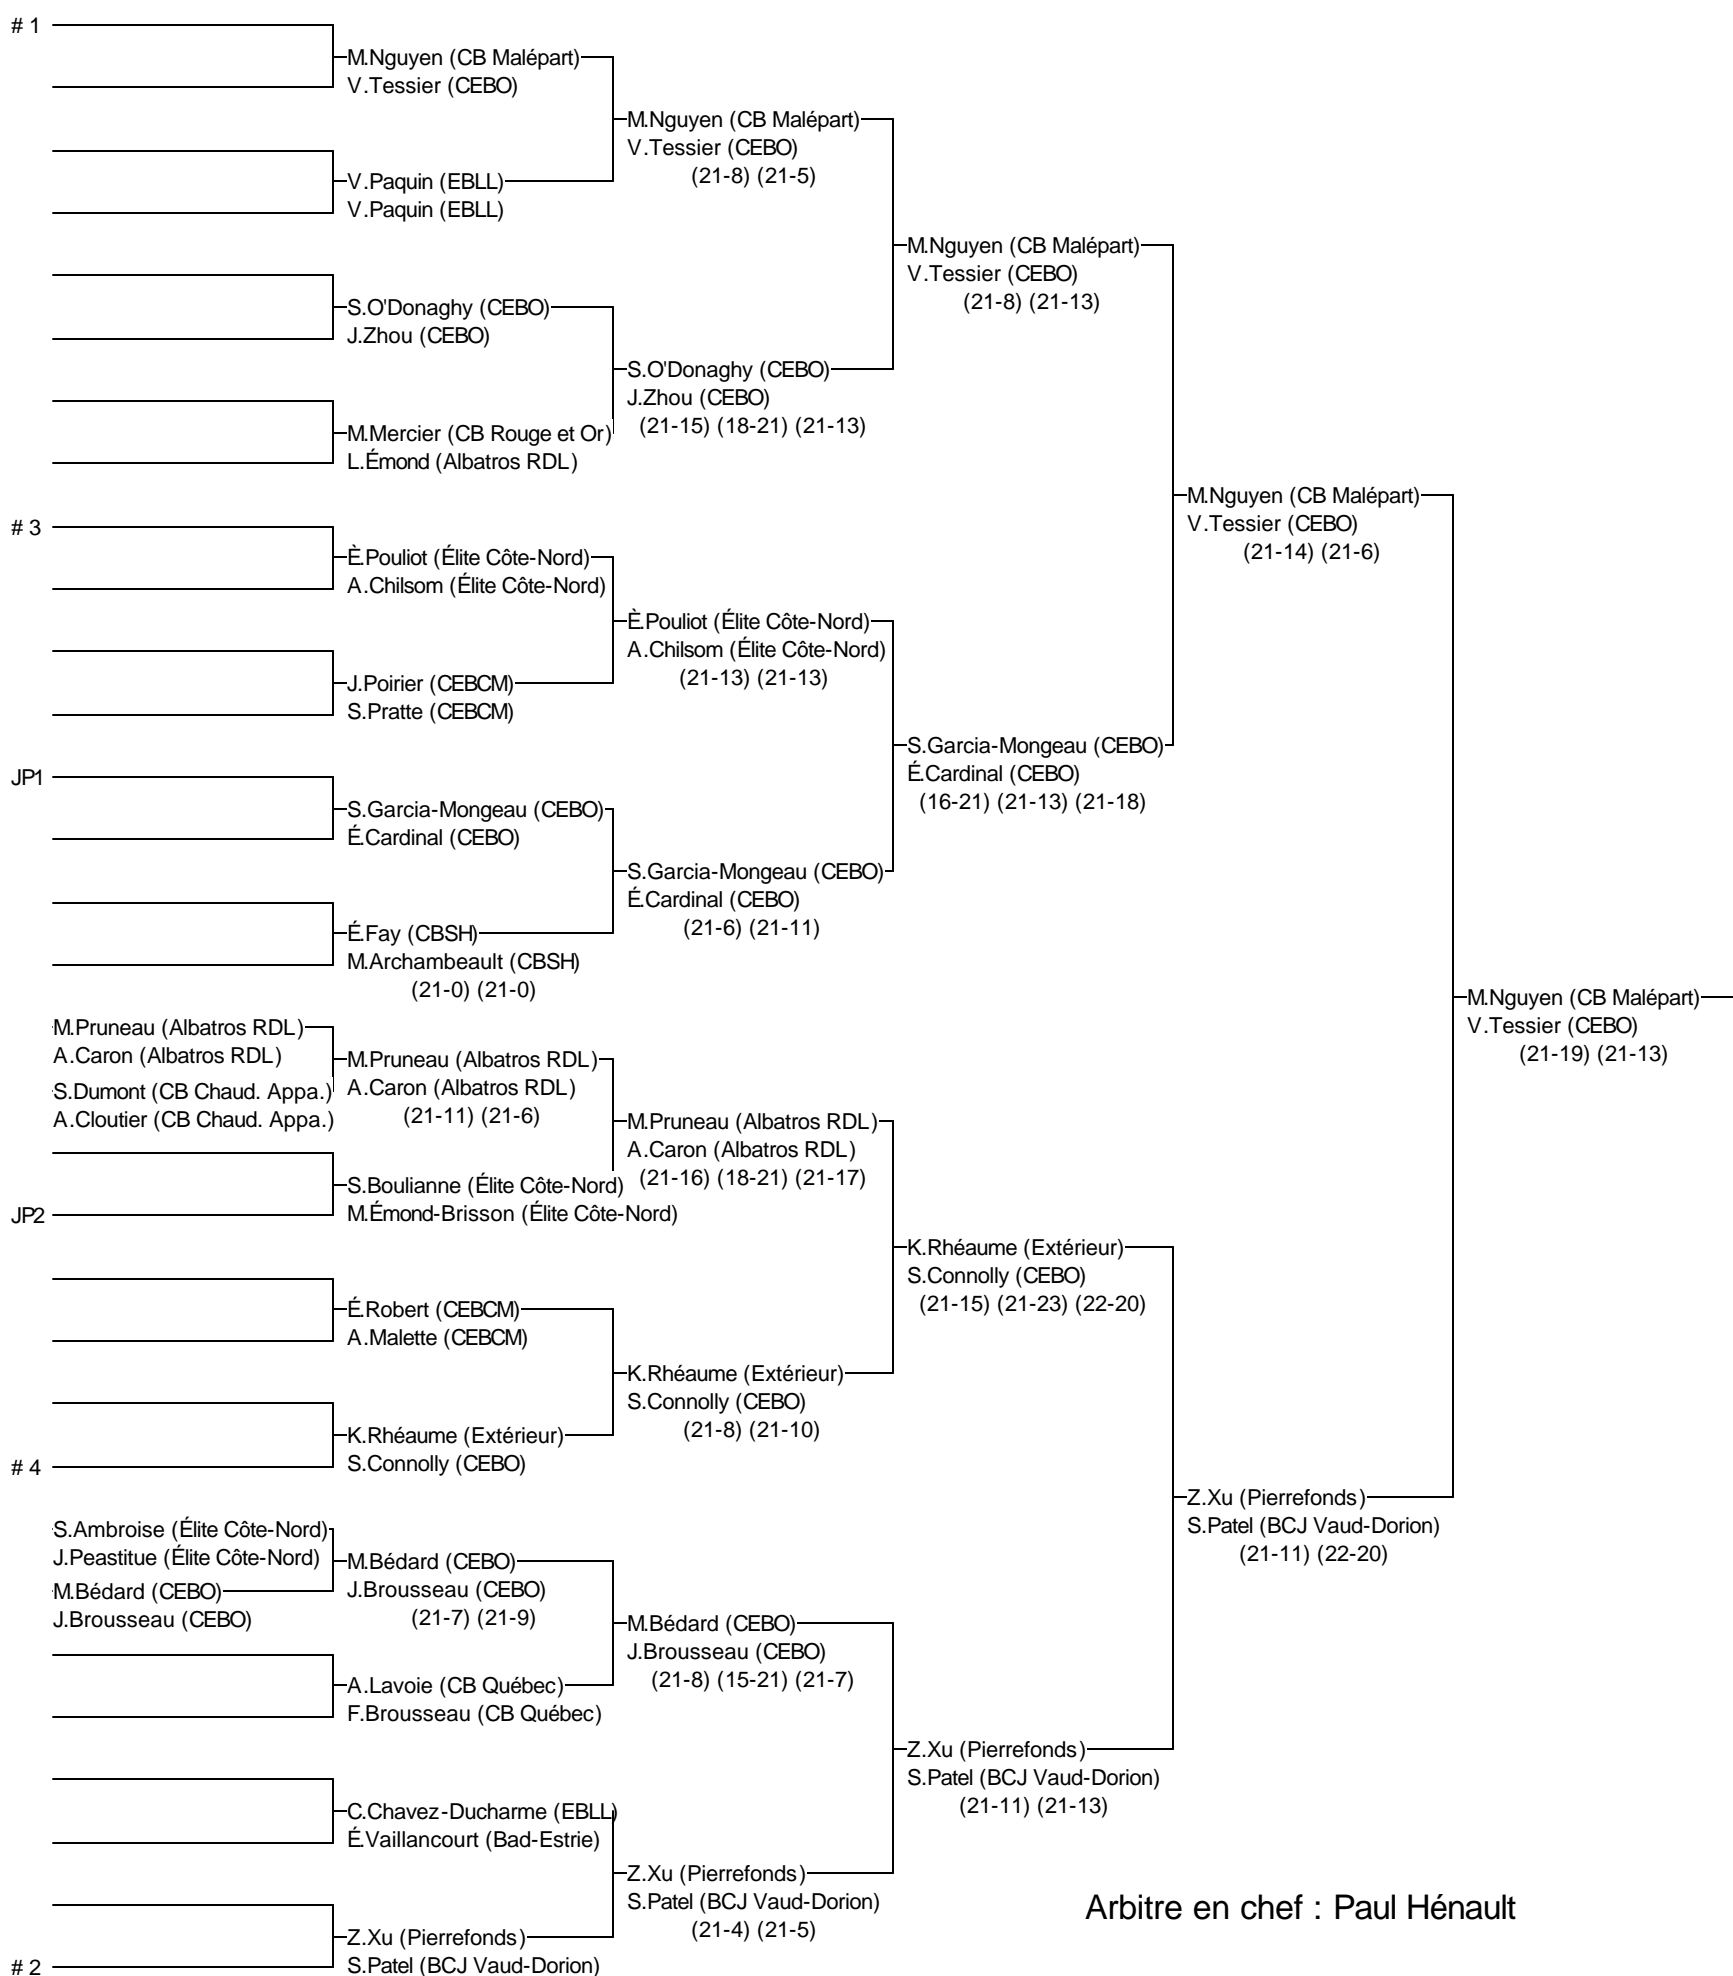 # 1
M.Nguyen (CB Malépart)
V.Tessier (CEBO)
M.Nguyen (CB Malépart)
V.Tessier (CEBO)
(21-8) (21-5)
V.Paquin (EBLL)
V.Paquin (EBLL)
M.Nguyen (CB Malépart)
V.Tessier (CEBO)
(21-8) (21-13)
S.O'Donaghy (CEBO)
J.Zhou (CEBO)
S.O'Donaghy (CEBO)
J.Zhou (CEBO)
(21-15) (18-21) (21-13)
M.Mercier (CB Rouge et Or)
L.Émond (Albatros RDL)
M.Nguyen (CB Malépart)
V.Tessier (CEBO)
(21-14) (21-6)
# 3
È.Pouliot (Élite Côte-Nord)
A.Chilsom (Élite Côte-Nord)
È.Pouliot (Élite Côte-Nord)
A.Chilsom (Élite Côte-Nord)
(21-13) (21-13)
J.Poirier (CEBCM)
S.Pratte (CEBCM)
S.Garcia-Mongeau (CEBO)
É.Cardinal (CEBO)
(16-21) (21-13) (21-18)
JP1
S.Garcia-Mongeau (CEBO)
É.Cardinal (CEBO)
S.Garcia-Mongeau (CEBO)
É.Cardinal (CEBO)
(21-6) (21-11)
É.Fay (CBSH)
M.Archambeault (CBSH)
(21-0) (21-0)
M.Nguyen (CB Malépart)
V.Tessier (CEBO)
(21-19) (21-13)
M.Pruneau (Albatros RDL)
A.Caron (Albatros RDL)
M.Pruneau (Albatros RDL)
A.Caron (Albatros RDL)
(21-11) (21-6)
S.Dumont (CB Chaud. Appa.)
A.Cloutier (CB Chaud. Appa.)
M.Pruneau (Albatros RDL)
A.Caron (Albatros RDL)
(21-16) (18-21) (21-17)
S.Boulianne (Élite Côte-Nord)
M.Émond-Brisson (Élite Côte-Nord)
JP2
K.Rhéaume (Extérieur)
S.Connolly (CEBO)
(21-15) (21-23) (22-20)
É.Robert (CEBCM)
A.Malette (CEBCM)
K.Rhéaume (Extérieur)
S.Connolly (CEBO)
(21-8) (21-10)
K.Rhéaume (Extérieur)
S.Connolly (CEBO)
# 4
Z.Xu (Pierrefonds)
S.Patel (BCJ Vaud-Dorion)
(21-11) (22-20)
S.Ambroise (Élite Côte-Nord)
J.Peastitue (Élite Côte-Nord)
M.Bédard (CEBO)
J.Brousseau (CEBO)
(21-7) (21-9)
M.Bédard (CEBO)
J.Brousseau (CEBO)
M.Bédard (CEBO)
J.Brousseau (CEBO)
(21-8) (15-21) (21-7)
A.Lavoie (CB Québec)
F.Brousseau (CB Québec)
Z.Xu (Pierrefonds)
S.Patel (BCJ Vaud-Dorion)
(21-11) (21-13)
C.Chavez-Ducharme (EBLL)
É.Vaillancourt (Bad-Estrie)
Z.Xu (Pierrefonds)
S.Patel (BCJ Vaud-Dorion)
(21-4) (21-5)
Arbitre en chef : Paul Hénault
Z.Xu (Pierrefonds)
S.Patel (BCJ Vaud-Dorion)
# 2